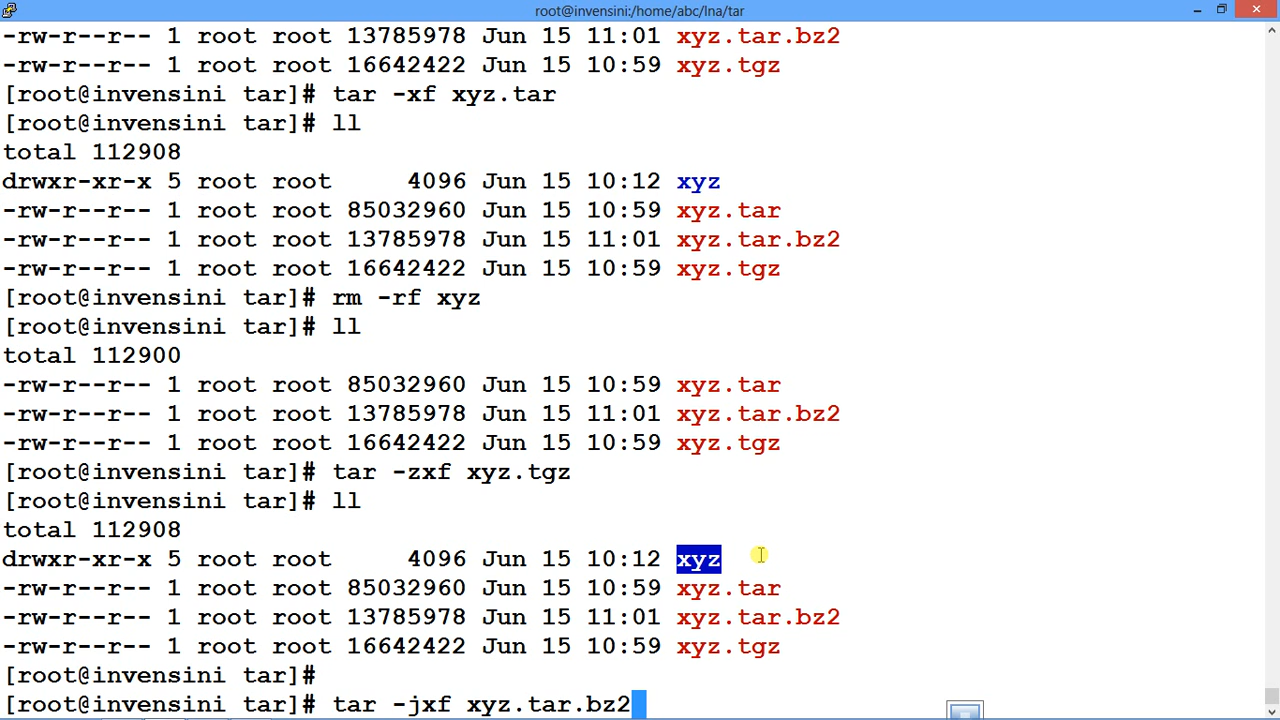 root@invensini:/home/abc/lna/tar
-rw-r--r-- 1 root root 13785978 Jun 15 11:01 xyz.tar.bz2
-rw-r--r-- 1 root root 16642422 Jun 15 10:59 xyz.tgz
[root@invensini tar]# tar -xf xyz.tar
[root@invensini tar]# ll
total 112908
drwxr-xr-x 5 root root     4096 Jun 15 10:12 xyz
-rw-r--r-- 1 root root 85032960 Jun 15 10:59 xyz.tar
-rw-r--r-- 1 root root 13785978 Jun 15 11:01 xyz.tar.bz2
-rw-r--r-- 1 root root 16642422 Jun 15 10:59 xyz.tgz
[root@invensini tar]# rm -rf xyz
[root@invensini tar]# ll
total 112900
-rw-r--r-- 1 root root 85032960 Jun 15 10:59 xyz.tar
-rw-r--r-- 1 root root 13785978 Jun 15 11:01 xyz.tar.bz2
-rw-r--r-- 1 root root 16642422 Jun 15 10:59 xyz.tgz
[root@invensini tar]# tar -zxf xyz.tgz
[root@invensini tar]# ll
total 112908
drwxr-xr-x 5 root root     4096 Jun 15 10:12 xyz
-rw-r--r-- 1 root root 85032960 Jun 15 10:59 xyz.tar
-rw-r--r-- 1 root root 13785978 Jun 15 11:01 xyz.tar.bz2
-rw-r--r-- 1 root root 16642422 Jun 15 10:59 xyz.tgz
[root@invensini tar]#
[root@invensini tar]# tar -jxf xyz.tar.bz2